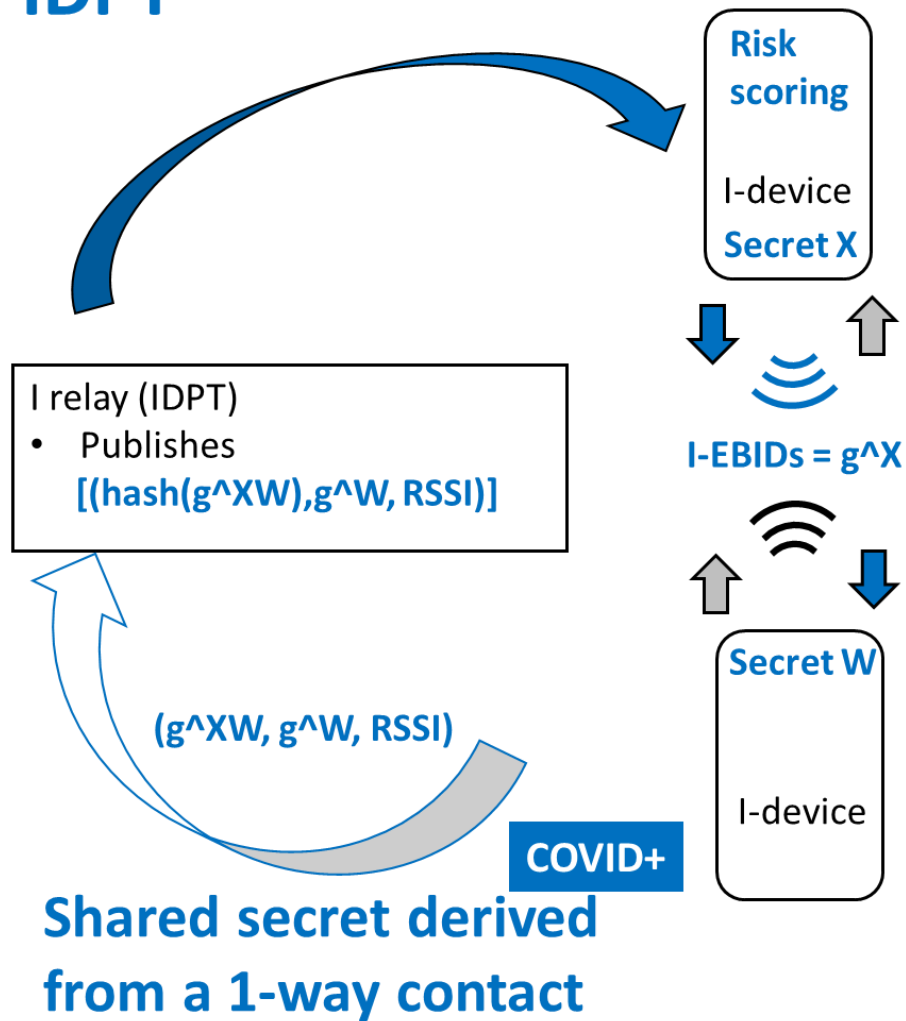 IDPT
Risk
scoring
I-device
Secret X
I relay (IDPT)
• Publishes
[(hash(g^XW),g^W, RSSI)]
I-EBIDs = g^X
Secret W
(g^XW, g^W, RSSI)
I-device
COVID+
Shared secret derived
from a 1-way contact